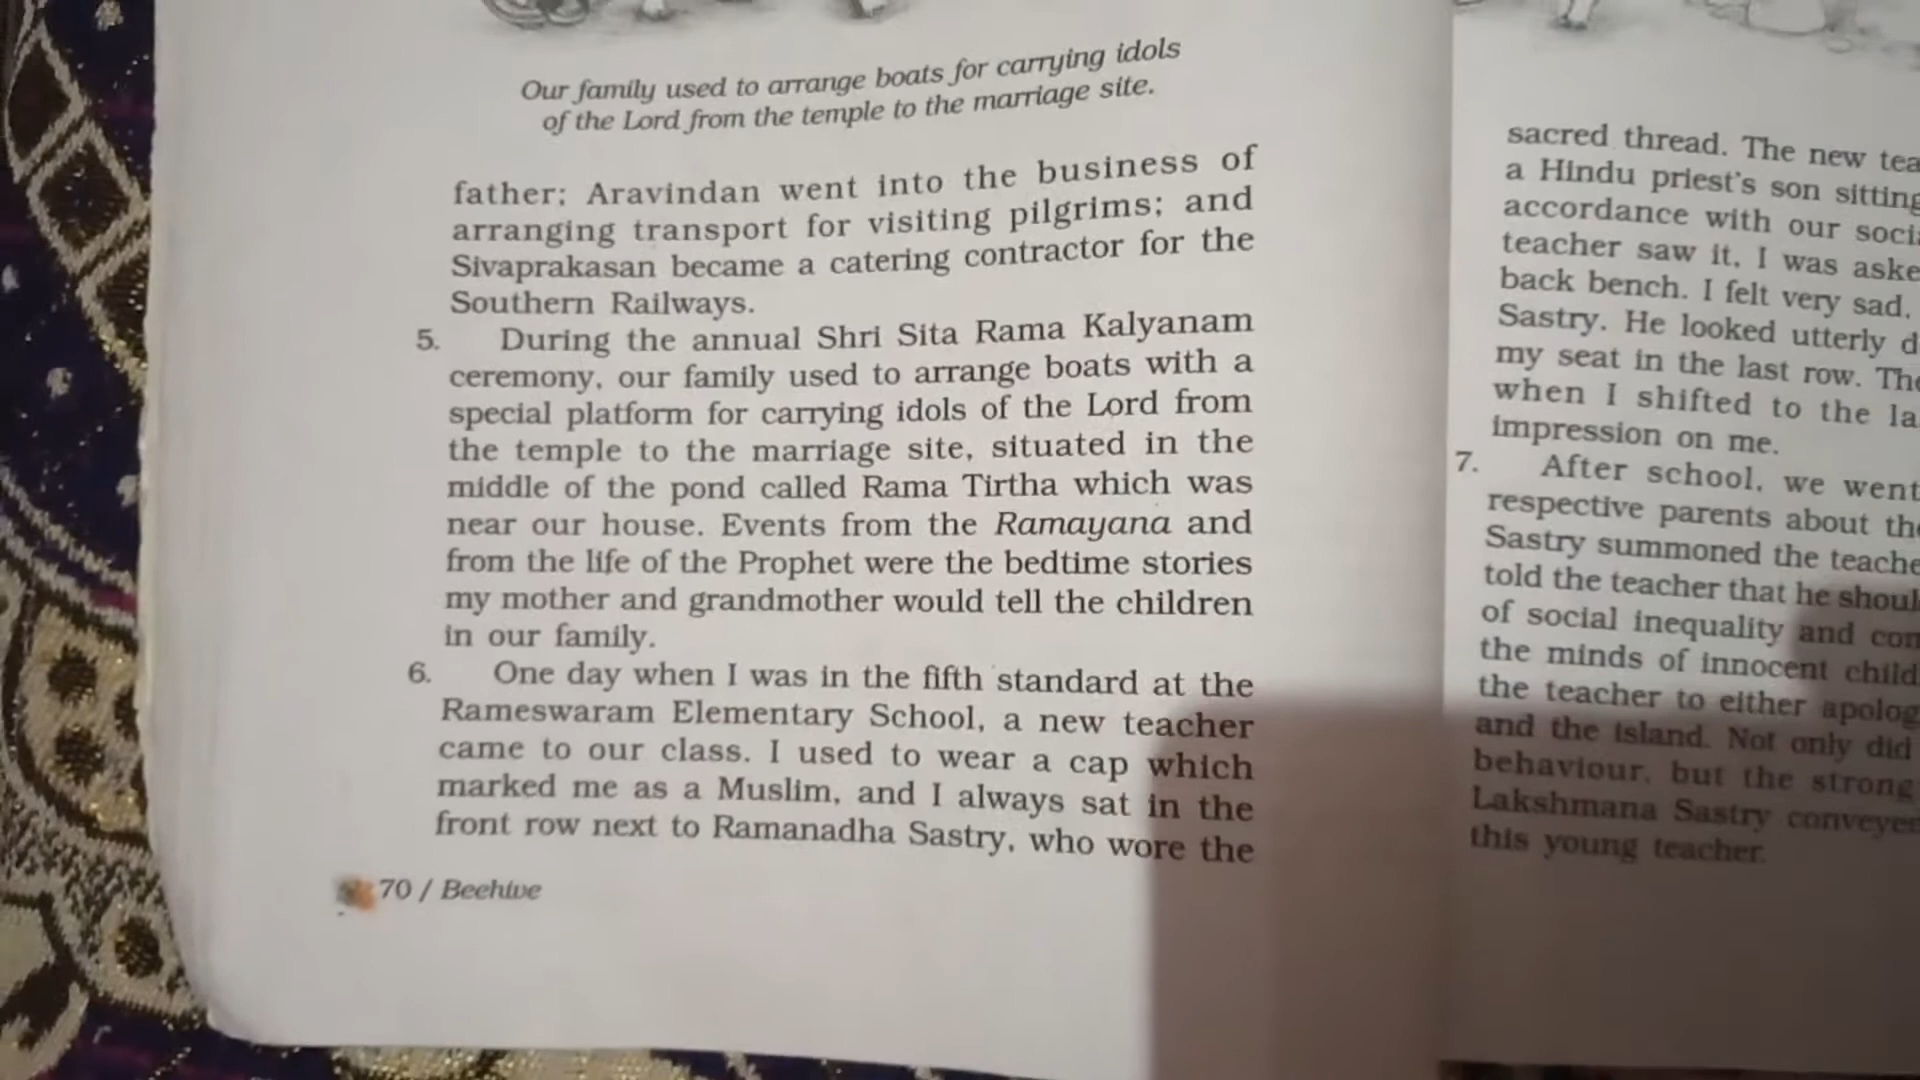 Our family used to arrange boats for carrying idols
of the Lord from the temple to the marriage site.
father; Aravindan went into the business of
arranging transport for visiting pilgrims; and
Sivaprakasan became a catering contractor for the
Southern Railways.
5. During the annual Shri Sita Rama Kalyanam
ceremony, our family used to arrange boats with a
special platform for carrying idols of the Lord from
the temple to the marriage site, situated in the
middle of the pond called Rama Tirtha which was
near our house. Events from the Ramayana and
from the life of the Prophet were the bedtime stories
my mother and grandmother would tell the children
in our family.
6. One day when I was in the fifth standard at the
Rameswaram Elementary School, a new teacher
came to our class. I used to wear a cap which
marked me as a Muslim, and I always sat in the
front row next to Ramanadha Sastry, who wore the
70 / Beehive
sacred thread. The new
a Hindu priest's son sitting
accordance with our
teacher saw it, I was
back bench. I felt very sad,
Sastry. He looked utterly
my seat in the last row.
when I shifted to the
impression on me.
7. After school, we went
respective parents about
Sastry summoned the
told the teacher that he
of social inequality and
the minds of innocent
the teacher to either
and the island. Not only did
behaviour, but the strong
Lakshmana Sastry
this young teacher.